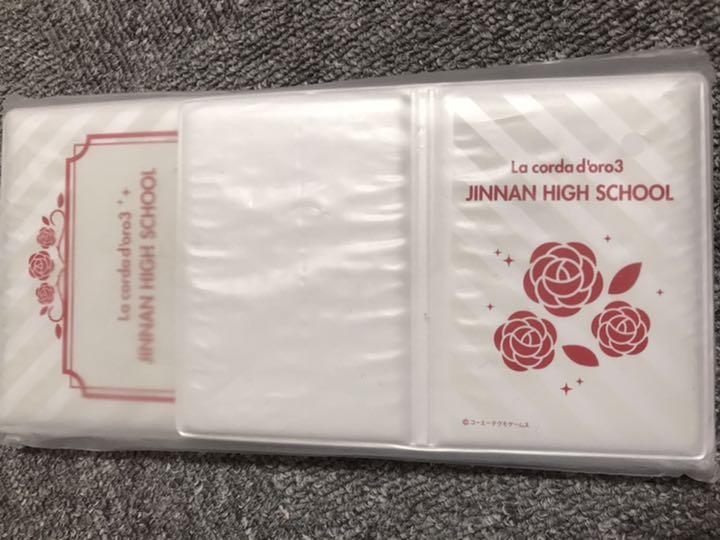 La corda d'oro3
JINNAN HIGH SCHOOL
©コーエーテクモゲームス
La corda d'oro3
JINNAN HIGH SCHOOL